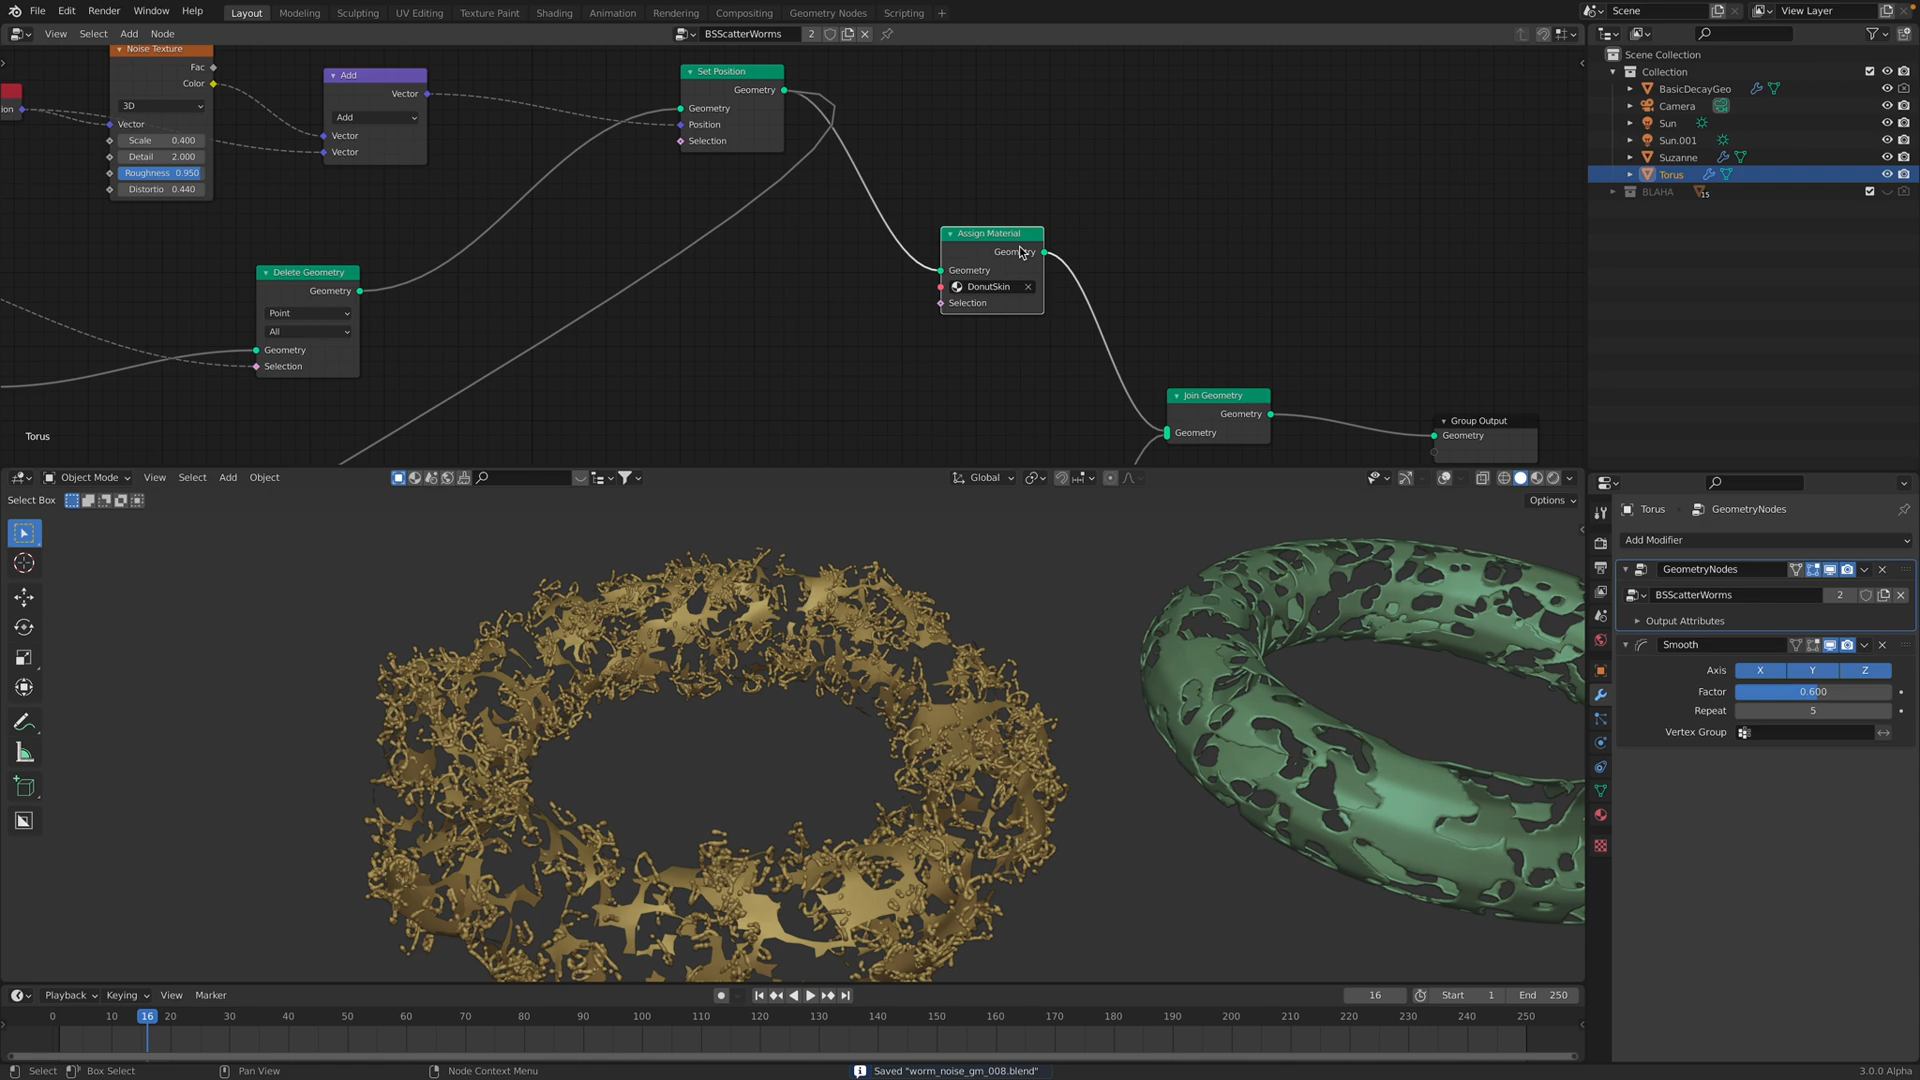 File Edit Render Window Help Layout Modeling Sculpting UV Editing Texture Paint Shading Animation Rendering Compositing Geometry Nodes Scripting Scene View Layer
View Select Add Node BSScatterWorms 2
Noise Texture
Fac
Color
3D
Vector
Scale 0.400
Detail 2.000
Roughness 0.950
Distortio 0.440
ion
Add
Vector
Add
Vector
Vector
Set Position
Geometry
Geometry
Position
Selection
Delete Geometry
Geometry
Point
All
Geometry
Selection
Assign Material
Geometry
Geometry
DonutSkin
Selection
Join Geometry
Geometry
Geometry
Group Output
Geometry
Torus
Scene Collection
Collection
BasicDecayGeo
Camera
Sun
Sun.001
Suzanne
Torus
BLAHA 15
Object Mode View Select Add Object Global
Select Box Options
Torus GeometryNodes
Add Modifier
GeometryNodes
BSScatterWorms 2
Output Attributes
Smooth
Axis X Y Z
Factor 0.600
Repeat 5
Vertex Group
Playback Keying View Marker 16 Start 1 End 250
0 10 16 20 30 40 50 60 70 80 90 100 110 120 130 140 150 160 170 180 190 200 210 220 230 240 250
Select Box Select Pan View Node Context Menu Saved "worm_noise_gm_008.blend" 3.0.0 Alpha